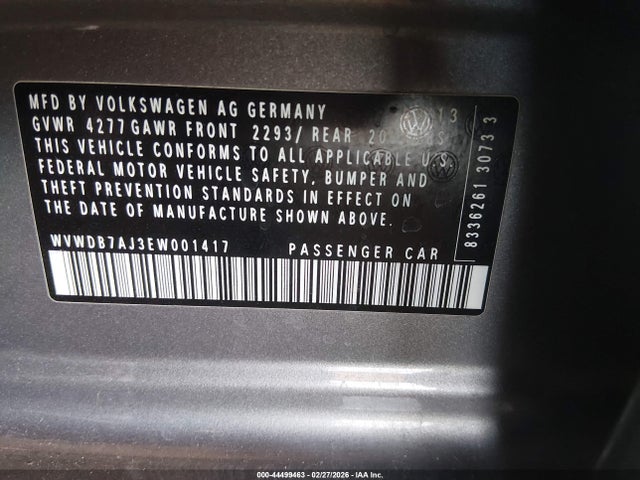 MFD BY VOLKSWAGEN AG GERMANY 13
GVWR 4277 GAWR FRONT 2293/ REAR 20
THIS VEHICLE CONFORMS TO ALL APPLICABLE U.S.
FEDERAL MOTOR VEHICLE SAFETY, BUMPER AND
THEFT PREVENTION STANDARDS IN EFFECT ON
THE DATE OF MANUFACTURE SHOWN ABOVE.
WVWDB7AJ3EW001417 PASSENGER CAR
8336261 3073 3
000-44499463 - 02/27/2026 - IAA Inc.